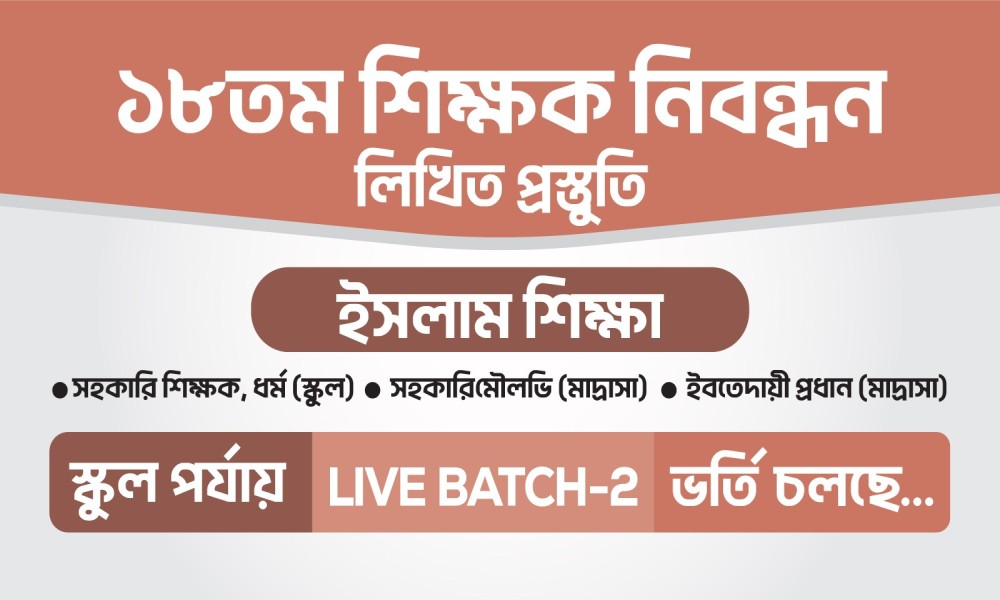 ১৮তম শিক্ষক নিবন্ধন
লিখিত প্রস্তুতি
ইসলাম শিক্ষা
● সহকারি শিক্ষক, ধর্ম (স্কুল) ● সহকারিমৌলভি (মাদ্রাসা) ● ইবতেদায়ী প্রধান (মাদ্রাসা)
স্কুল পর্যায় LIVE BATCH-2 ভর্তি চলছে...